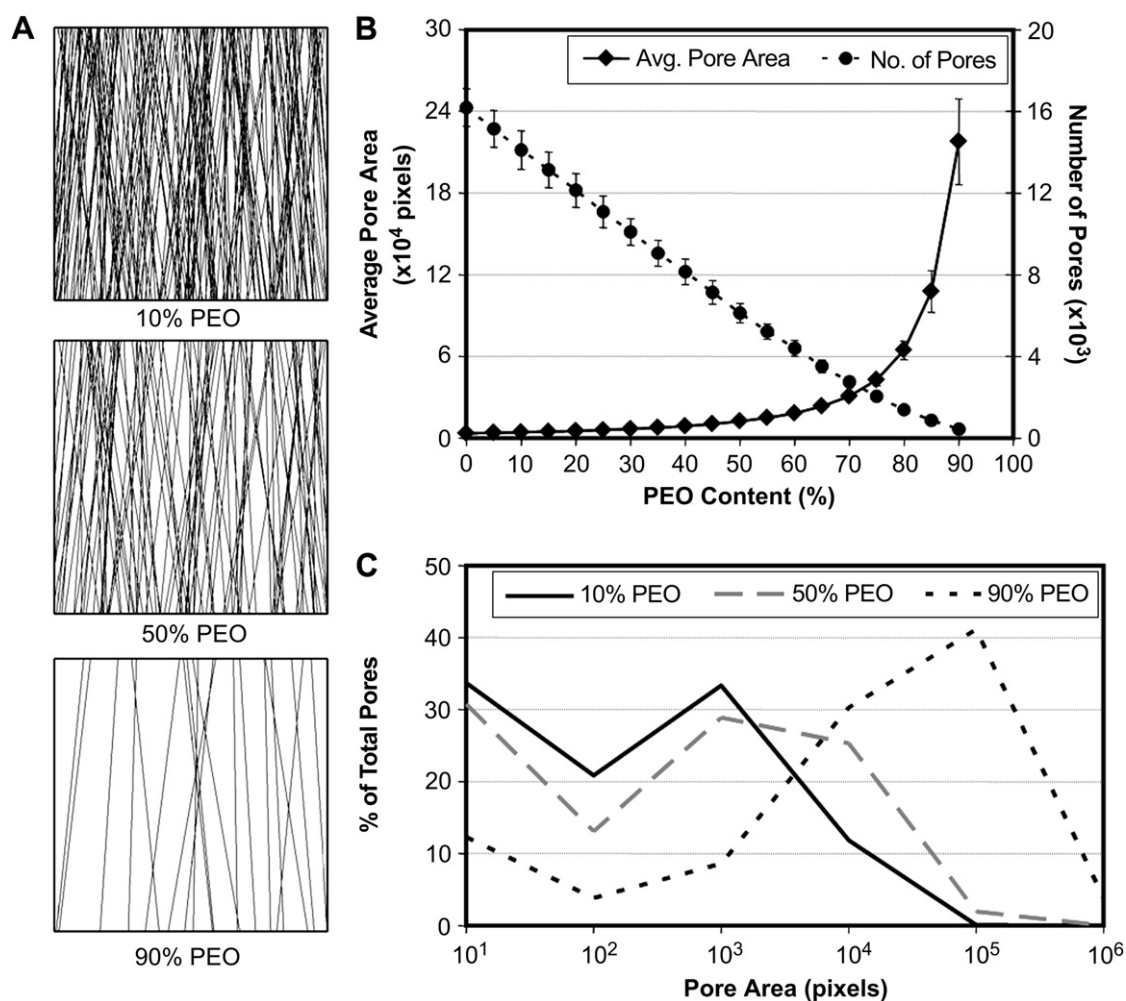 A
10% PEO
50% PEO
90% PEO
B
Avg. Pore Area
No. of Pores
Average Pore Area
(x10⁴ pixels)
30
24
18
12
6
0
20
16
12
8
4
0
Number of Pores (x10³)
0 10 20 30 40 50 60 70 80 90 100
PEO Content (%)
C
10% PEO
50% PEO
90% PEO
% of Total Pores
50
40
30
20
10
0
10¹ 10² 10³ 10⁴ 10⁵ 10⁶
Pore Area (pixels)